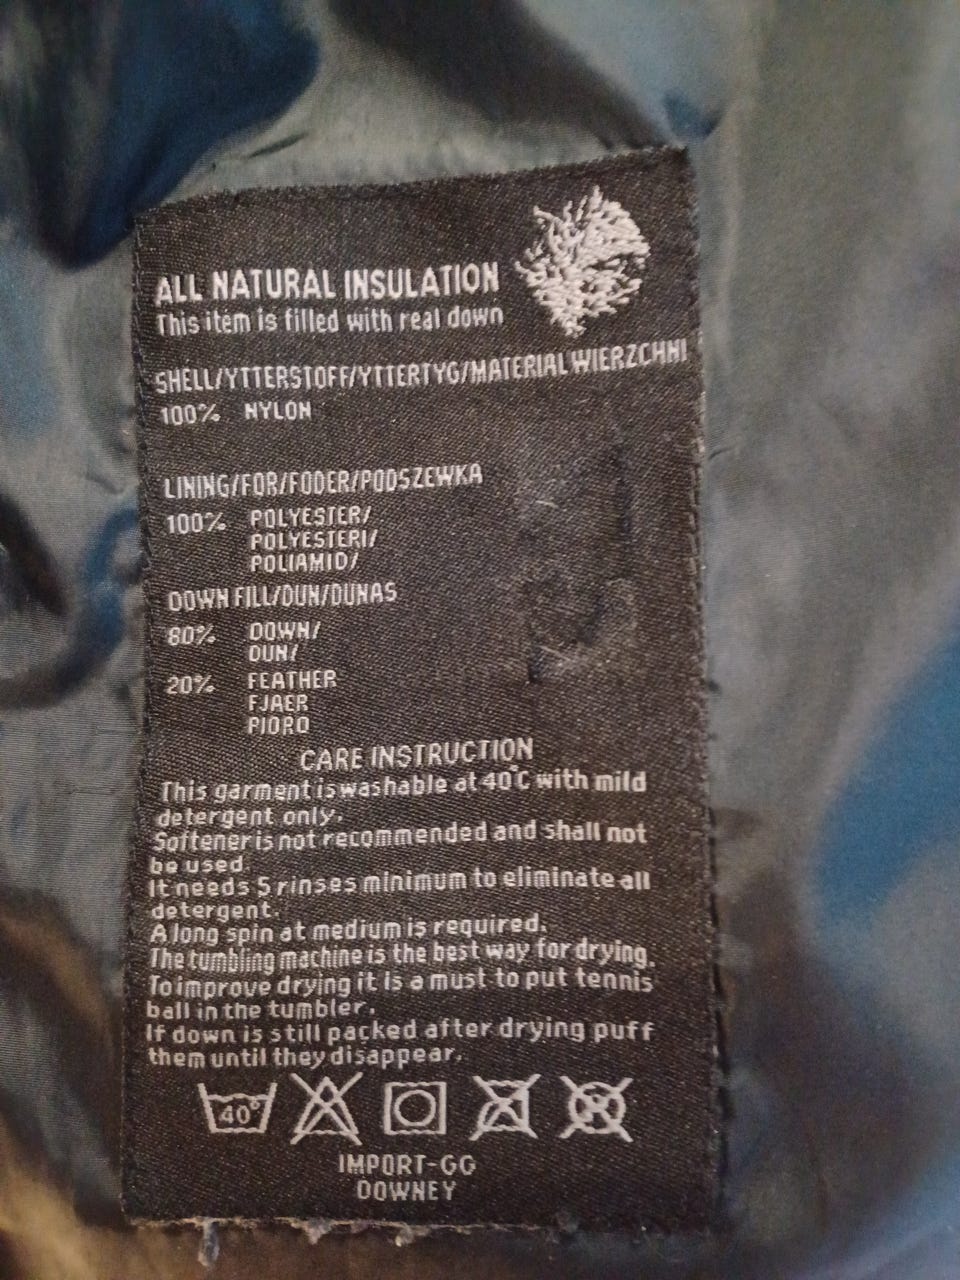 ALL NATURAL INSULATION
This item is filled with real down
SHELL/YTTERSTOFF/YTTERTYG/MATERIAL WIERZCHNI
100% NYLON
LINING/FOR/FODER/PODSZEWKA
100% POLYESTER/
POLYESTERI/
POLIAMID/
DOWN FILL/DUN/DUNAS
80% DOWN/
DUN/
20% FEATHER
FJAER
PIORO
CARE INSTRUCTION
This garment is washable at 40°C with mild
detergent only.
Softener is not recommended and shall not
be used.
It needs 5 rinses minimum to eliminate all
detergent.
A long spin at medium is required.
The tumbling machine is the best way for drying.
To improve drying it is a must to put tennis
ball in the tumbler.
If down is still packed after drying puff
them until they disappear.
40°
IMPORT-GG
DOWNEY